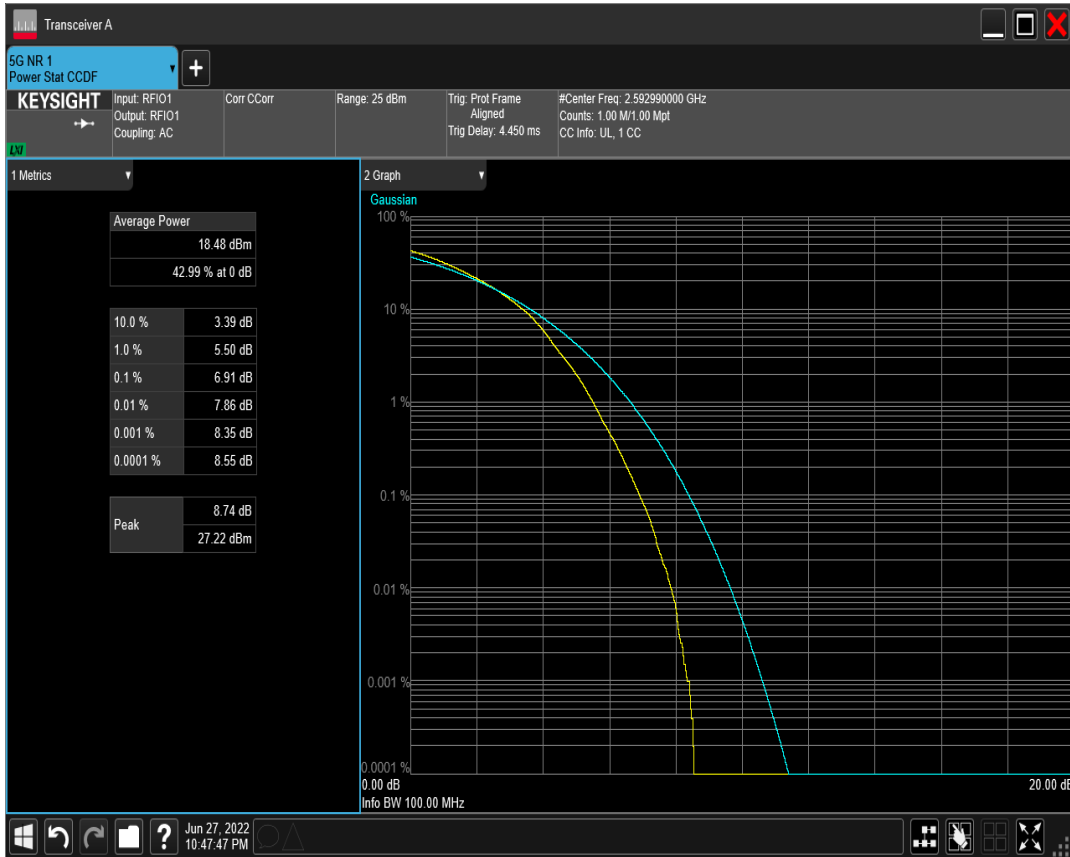 Transceiver A
5G NR 1
Power Stat CCDF
KEYSIGHT
LXI
Input: RFIO1
Output: RFIO1
Coupling: AC
Corr CCorr
Range: 25 dBm
Trig: Prot Frame
Aligned
Trig Delay: 4.450 ms
#Center Freq: 2.592990000 GHz
Counts: 1.00 M/1.00 Mpt
CC Info: UL, 1 CC
1 Metrics
Average Power
18.48 dBm
42.99 % at 0 dB
10.0 % 3.39 dB
1.0 % 5.50 dB
0.1 % 6.91 dB
0.01 % 7.86 dB
0.001 % 8.35 dB
0.0001 % 8.55 dB
Peak
8.74 dB
27.22 dBm
2 Graph
Gaussian
100 %
10 %
1 %
0.1 %
0.01 %
0.001 %
0.0001 %
0.00 dB 20.00 dB
Info BW 100.00 MHz
?
Jun 27, 2022
10:47:47 PM